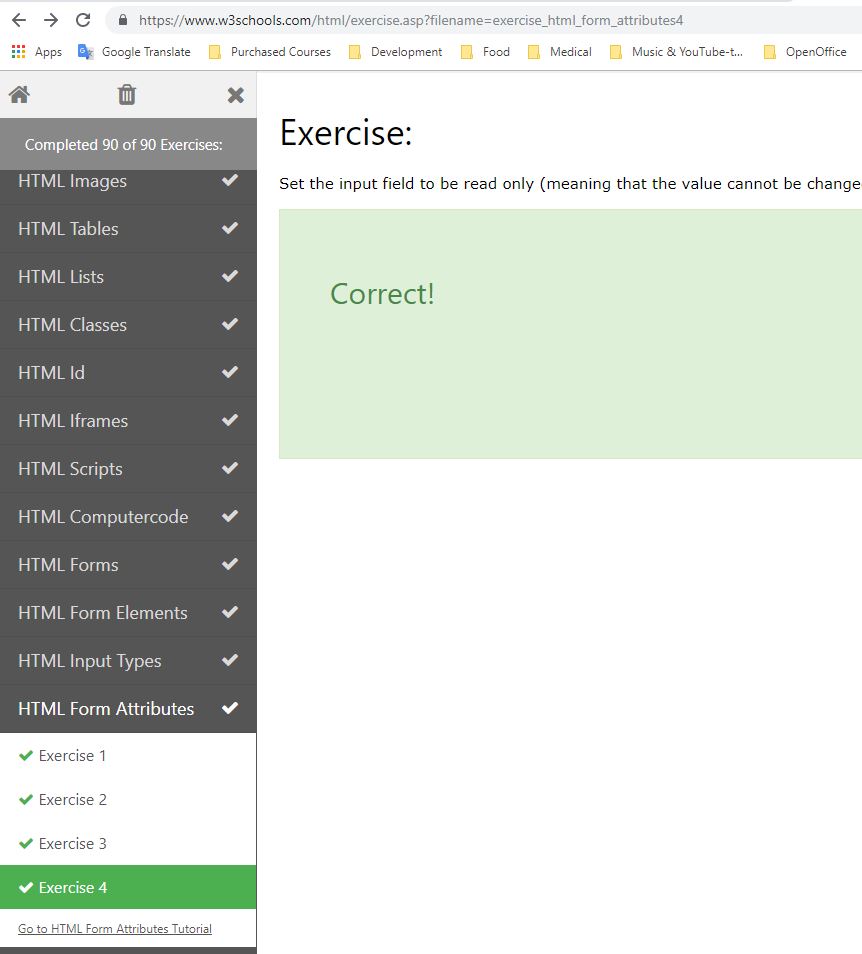 https://www.w3schools.com/html/exercise.asp?filename=exercise_html_form_attributes4
Apps Google Translate Purchased Courses Development Food Medical Music & YouTube-t... OpenOffice
Completed 90 of 90 Exercises:
HTML Images
HTML Tables
HTML Lists
HTML Classes
HTML Id
HTML Iframes
HTML Scripts
HTML Computercode
HTML Forms
HTML Form Elements
HTML Input Types
HTML Form Attributes
Exercise 1
Exercise 2
Exercise 3
Exercise 4
Go to HTML Form Attributes Tutorial
Exercise:
Set the input field to be read only (meaning that the value cannot be change
Correct!